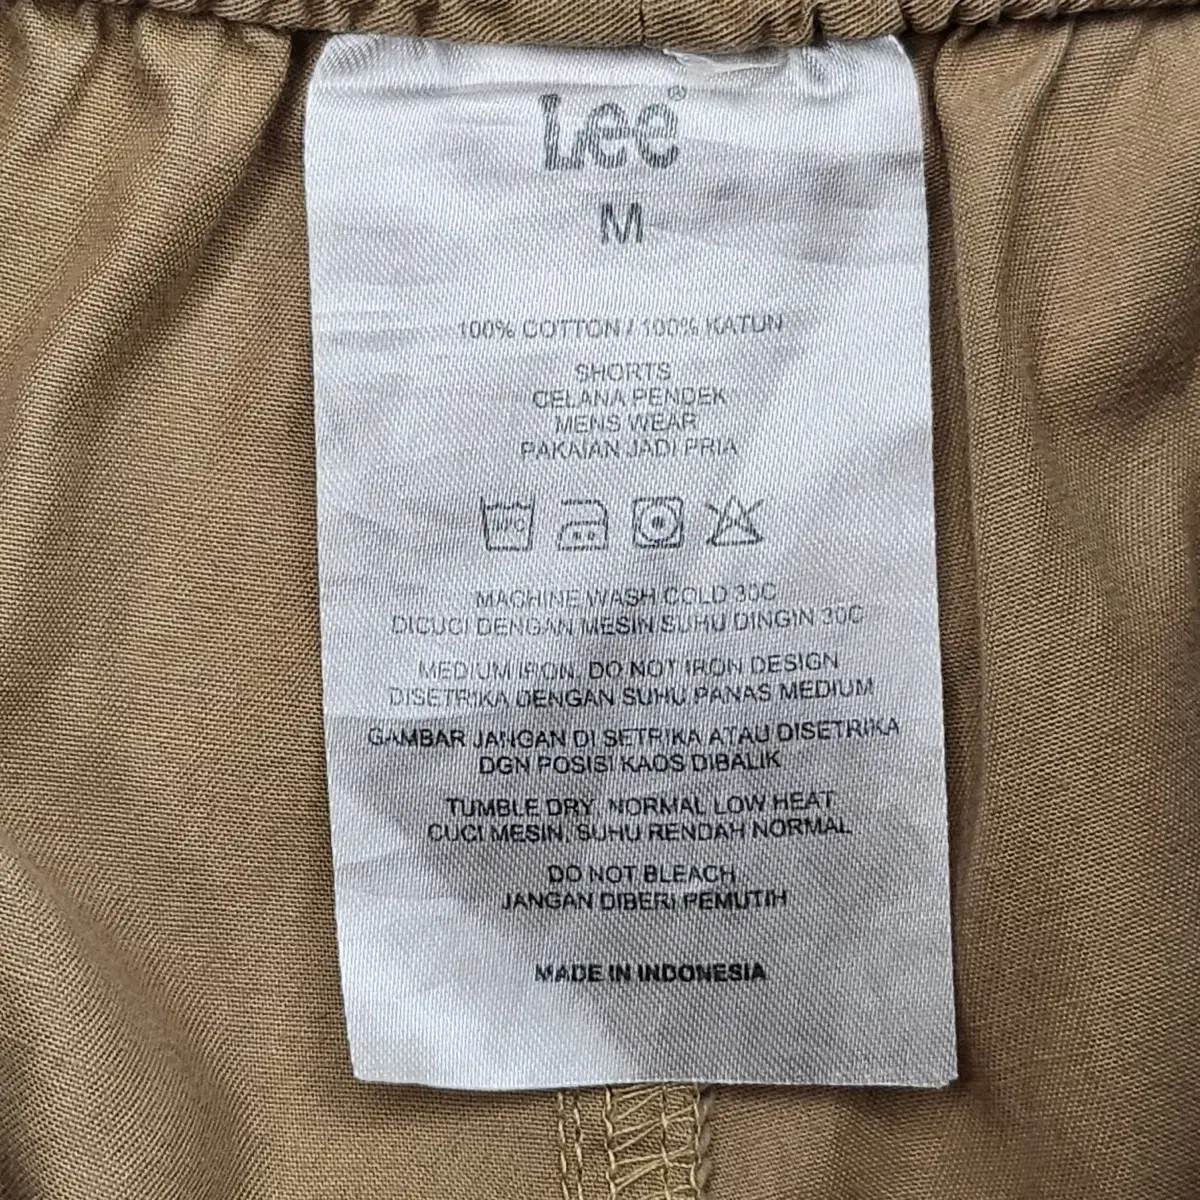 Lee®
M
100% COTTON / 100% KATUN
SHORTS
CELANA PENDEK
MENS WEAR
PAKAIAN JADI PRIA
MACHINE WASH COLD 30C
DICUCI DENGAN MESIN SUHU DINGIN 30C
MEDIUM IRON, DO NOT IRON DESIGN
DISETRIKA DENGAN SUHU PANAS MEDIUM
GAMBAR JANGAN DI SETRIKA ATAU DISETRIKA
DGN POSISI KAOS DIBALIK
TUMBLE DRY, NORMAL LOW HEAT
CUCI MESIN, SUHU RENDAH NORMAL
DO NOT BLEACH
JANGAN DIBERI PEMUTIH
MADE IN INDONESIA